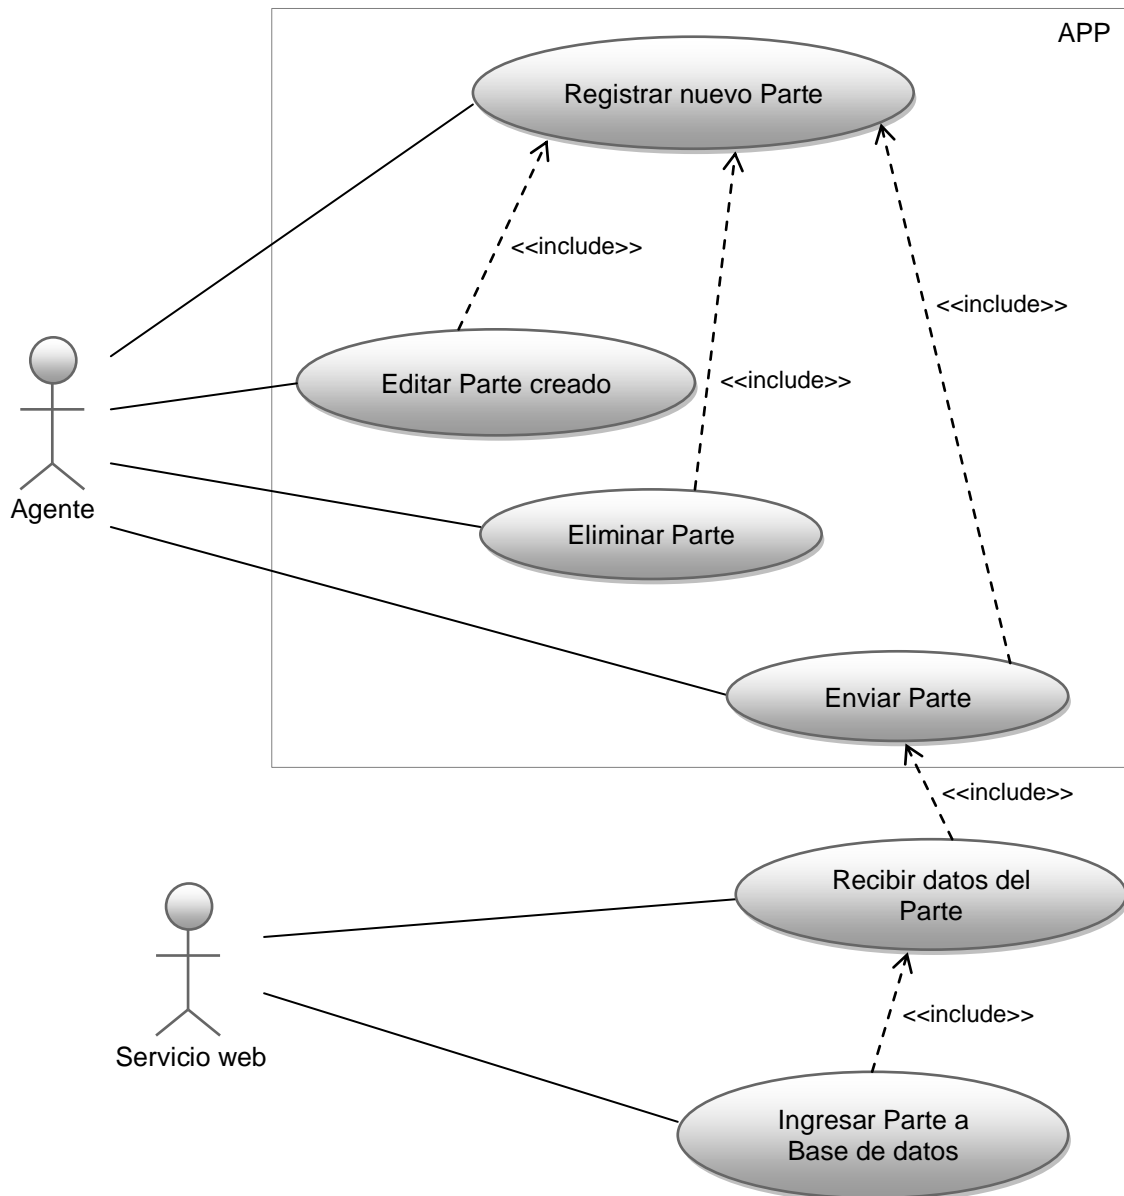 APP
Registrar nuevo Parte
<<include>>
<<include>>
<<include>>
Editar Parte creado
Agente
Eliminar Parte
Enviar Parte
<<include>>
Recibir datos del
Parte
<<include>>
Servicio web
Ingresar Parte a
Base de datos